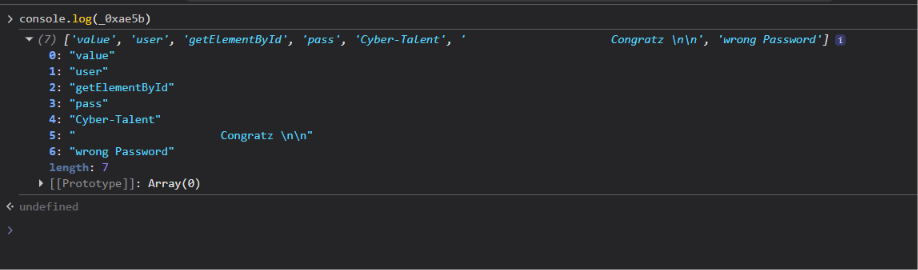 > console.log(_0xae5b)
▼ (7) ['value', 'user', 'getElementById', 'pass', 'Cyber-Talent', '                    Congratz \n\n', 'wrong Password'] i
0: "value"
1: "user"
2: "getElementById"
3: "pass"
4: "Cyber-Talent"
5: "                    Congratz \n\n"
6: "wrong Password"
length: 7
▶ [[Prototype]]: Array(0)
undefined
>